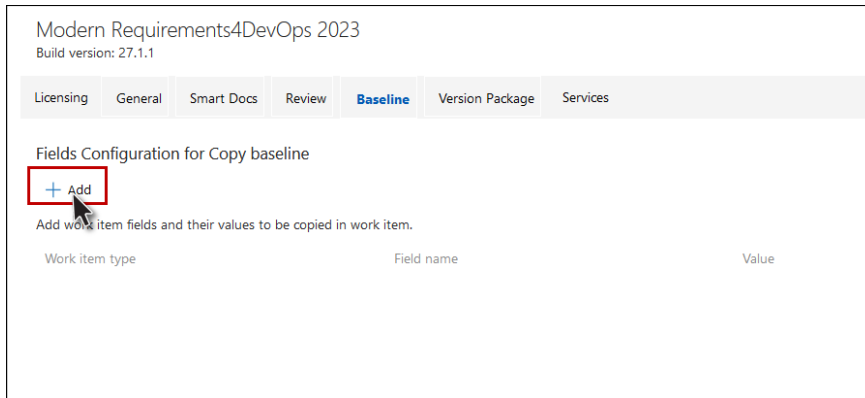 Modern Requirements4DevOps 2023
Build version: 27.1.1
Licensing General Smart Docs Review Baseline Version Package Services
Fields Configuration for Copy baseline
+ Add
Add work item fields and their values to be copied in work item.
Work item type Field name Value